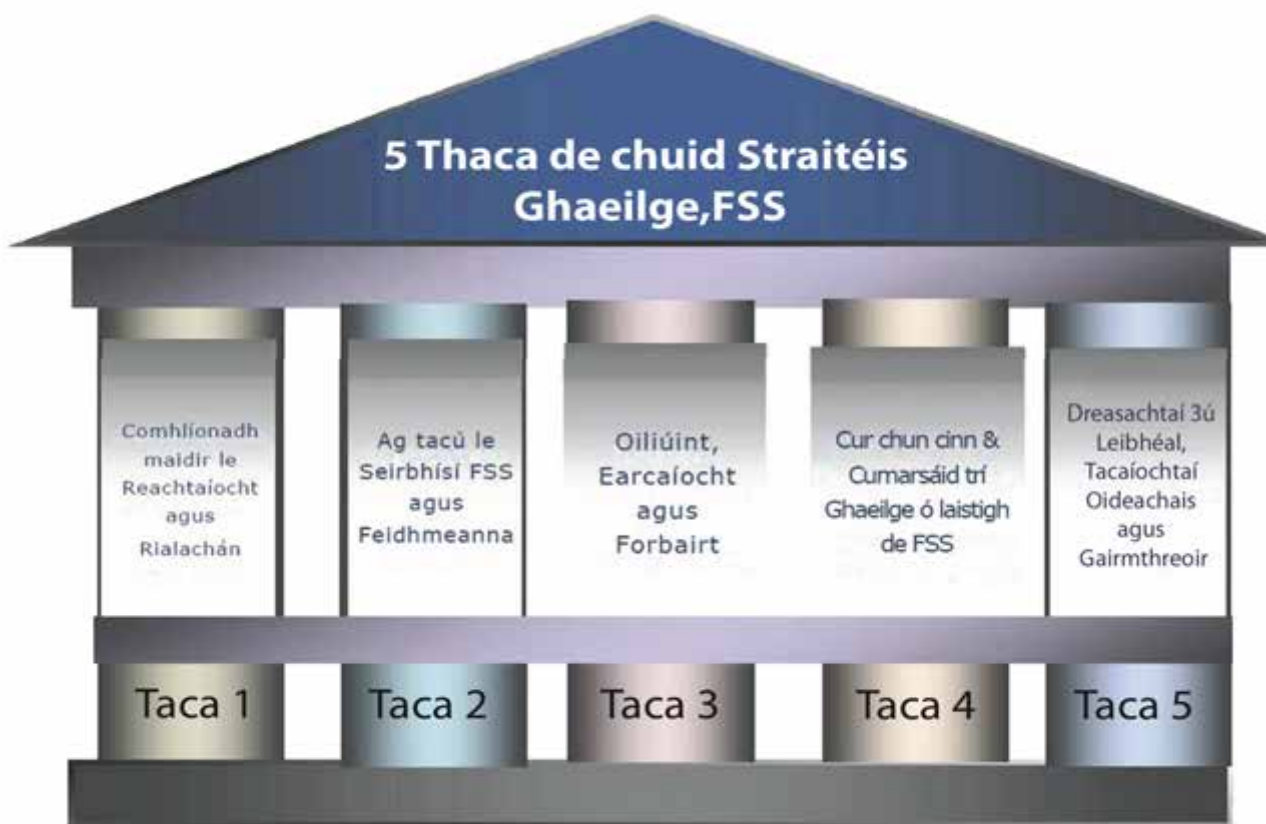 5 Thaca de chuid Straitéis
Ghaeilge,FSS
Comhlíonadh
maidir le
Reachtaíocht
agus
Rialachán
Ag tacú le
Seirbhísí FSS
agus
Feidhmeanna
Oiliúint,
Earcaíocht
agus
Forbairt
Cur chun cinn &
Cumarsáid trí
Ghaeilge ó laistigh
de FSS
Dreasachtaí 3ú
Leibhéal,
Tacaíochtaí
Oideachais
agus
Gairmthreoir
Taca 1
Taca 2
Taca 3
Taca 4
Taca 5